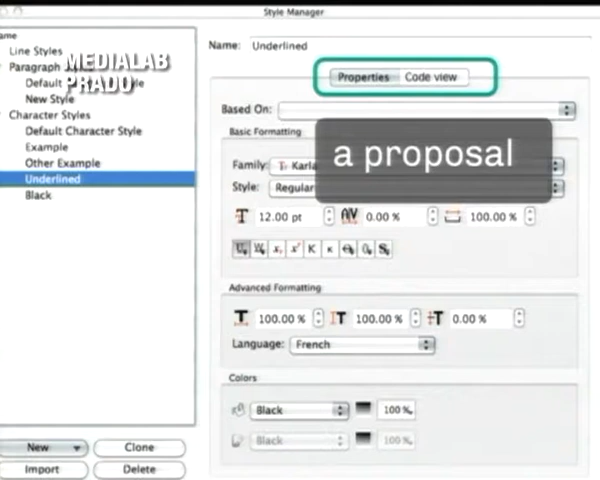 Style Manager
ame
Name: Underlined
Line Styles
MEDIALAB
PRADO
Paragraph
Default
le
New Style
Character Styles
Default Character Style
Example
Other Example
Underlined
Black
Properties
Code view
Based On:
Basic Formatting
a proposal
Family: Karla
Style: Regular
12.00 pt
0.00 %
100.00 %
Advanced Formatting
100.00 %
100.00 %
0.00 %
Language: French
Colors
Black
100 %
Black
100 %
New
Clone
Import
Delete